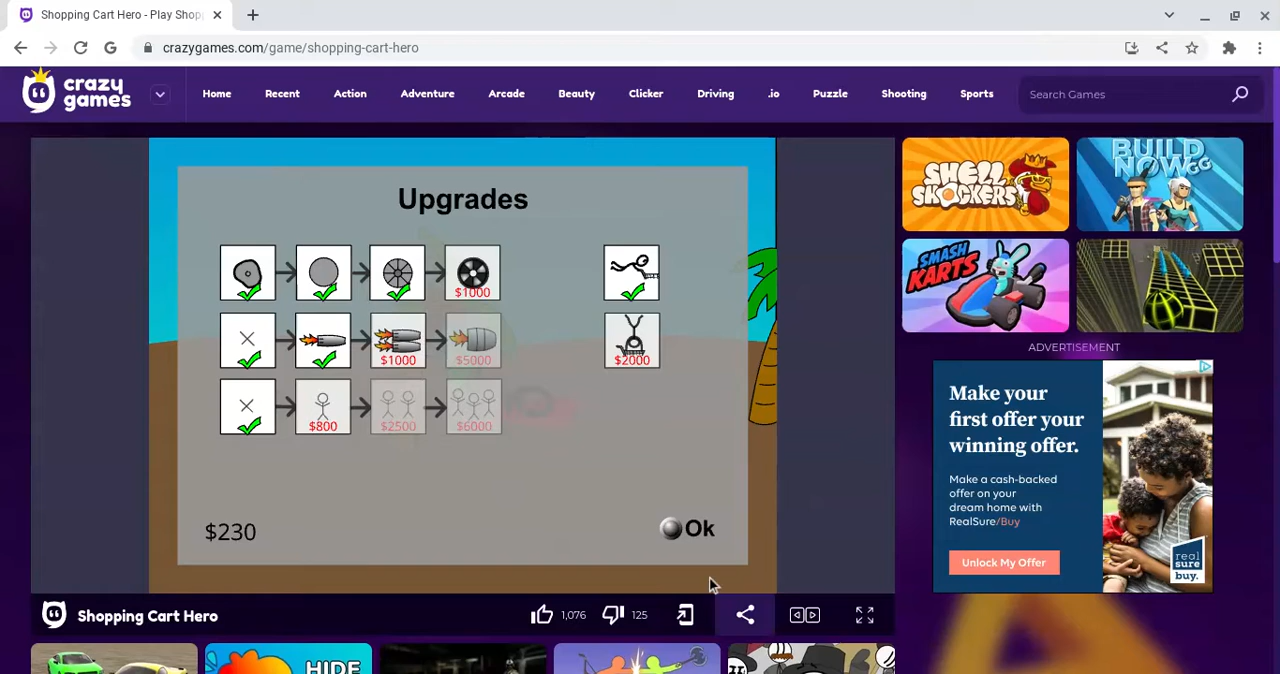 Shopping Cart Hero - Play Shop
crazygames.com/game/shopping-cart-hero
crazy games
Home Recent Action Adventure Arcade Beauty Clicker Driving .io Puzzle Shooting Sports
Search Games
Upgrades
$1000
$1000 $5000 $2000
$800 $2500 $6000
$230
Ok
Shopping Cart Hero 1,076 125
SHELL SHOCKERS
BUILD NOW GG
SMASH KARTS
ADVERTISEMENT
Make your
first offer your
winning offer.
Make a cash-backed
offer on your
dream home with
RealSure/Buy
Unlock My Offer
real
sure
buy.
HIDE